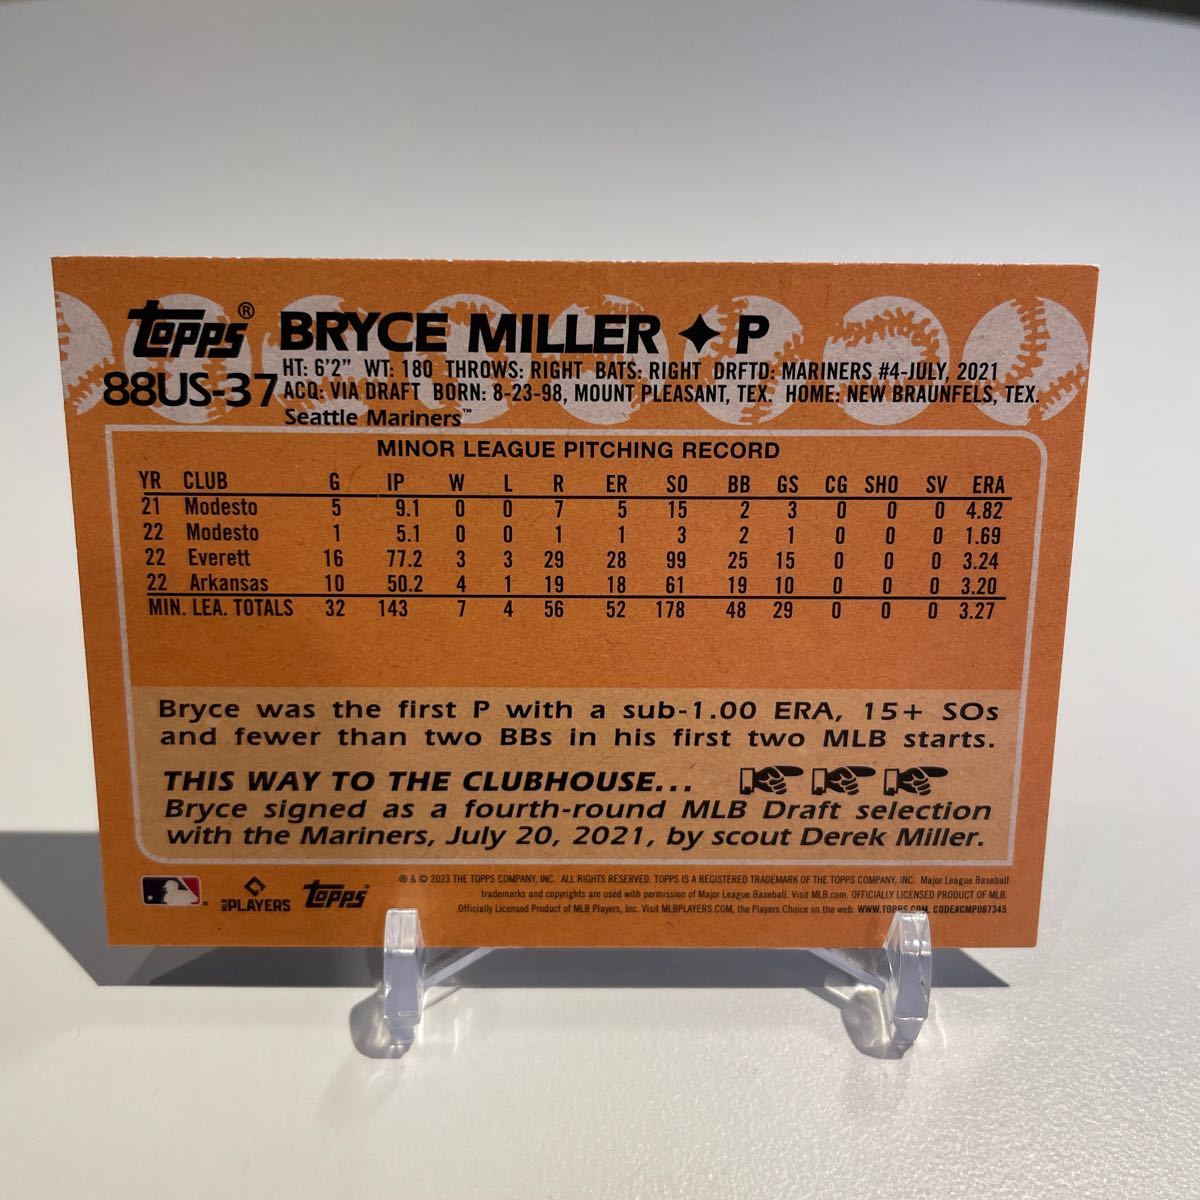 topps® BRYCE MILLER ✦ P
88US-37
HT: 6'2" WT: 180 THROWS: RIGHT BATS: RIGHT DRFTD: MARINERS #4-JULY, 2021
ACQ: VIA DRAFT BORN: 8-23-98, MOUNT PLEASANT, TEX. HOME: NEW BRAUNFELS, TEX.
Seattle Mariners™
MINOR LEAGUE PITCHING RECORD
YR CLUB G IP W L R ER SO BB GS CG SHO SV ERA
21 Modesto 5 9.1 0 0 7 5 15 2 3 0 0 0 4.82
22 Modesto 1 5.1 0 0 1 1 3 2 1 0 0 0 1.69
22 Everett 16 77.2 3 3 29 28 99 25 15 0 0 0 3.24
22 Arkansas 10 50.2 4 1 19 18 61 19 10 0 0 0 3.20
MIN. LEA. TOTALS 32 143 7 4 56 52 178 48 29 0 0 0 3.27
Bryce was the first P with a sub-1.00 ERA, 15+ SOs
and fewer than two BBs in his first two MLB starts.
THIS WAY TO THE CLUBHOUSE...
Bryce signed as a fourth-round MLB Draft selection
with the Mariners, July 20, 2021, by scout Derek Miller.
MLB PLAYERS topps®
® & © 2023 THE TOPPS COMPANY, INC. ALL RIGHTS RESERVED. TOPPS IS A REGISTERED TRADEMARK OF THE TOPPS COMPANY, INC. Major League Baseball
trademarks and copyrights are used with permission of Major League Baseball. Visit MLB.com. OFFICIALLY LICENSED PRODUCT OF MLB.
Officially Licensed Product of MLB Players, Inc. Visit MLBPLAYERS.COM, the Players Choice on the web. WWW.TOPPS.COM. CODE#CMP067345